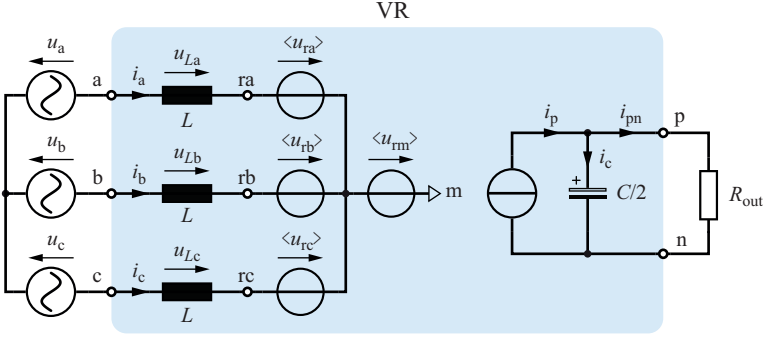 VR
u_a
a
i_a
u_La
ra
<u_ra>
L
u_b
b
i_b
u_Lb
rb
<u_rb>
<u_rm>
m
L
u_c
c
i_c
u_Lc
rc
<u_rc>
L
i_p
i_pn
p
i_c
+
C/2
R_out
n